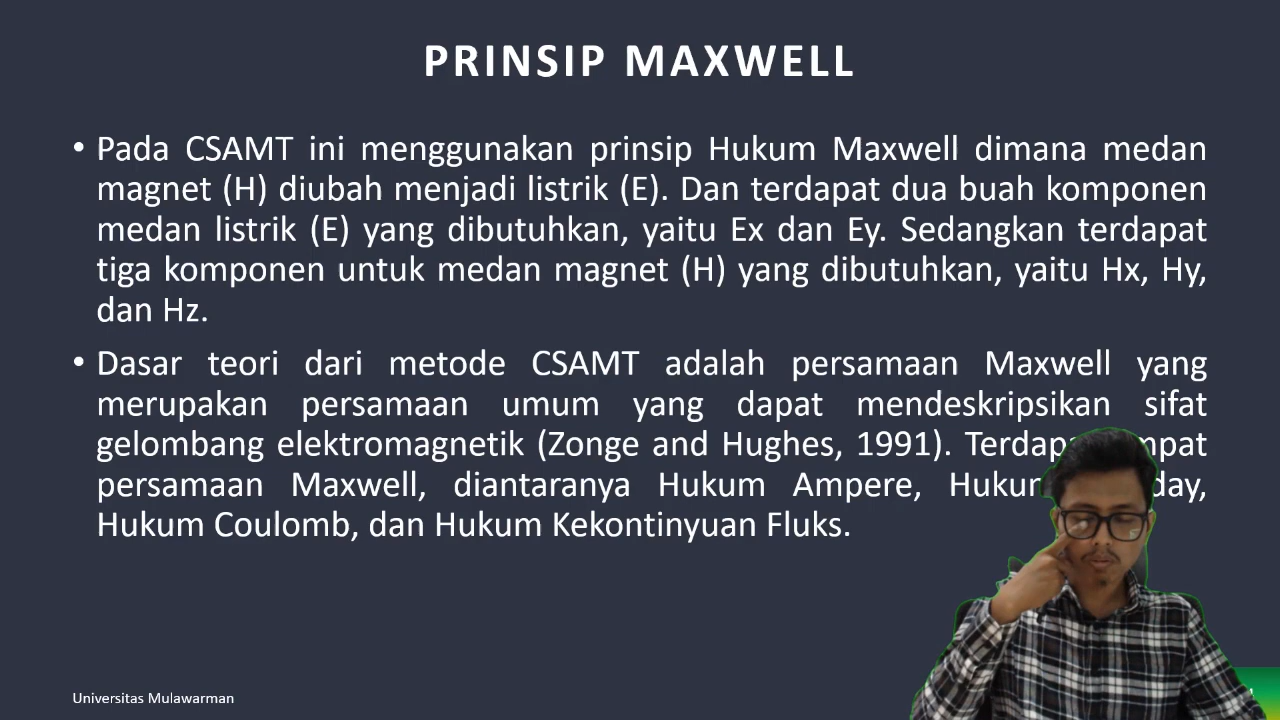 PRINSIP MAXWELL
• Pada CSAMT ini menggunakan prinsip Hukum Maxwell dimana medan
magnet (H) diubah menjadi listrik (E). Dan terdapat dua buah komponen
medan listrik (E) yang dibutuhkan, yaitu Ex dan Ey. Sedangkan terdapat
tiga komponen untuk medan magnet (H) yang dibutuhkan, yaitu Hx, Hy,
dan Hz.
• Dasar teori dari metode CSAMT adalah persamaan Maxwell yang
merupakan persamaan umum yang dapat mendeskripsikan sifat
gelombang elektromagnetik (Zonge and Hughes, 1991).
persamaan Maxwell, diantaranya Hukum Ampere,
Hukum Coulomb, dan Hukum Kekontinyuan Fluks.
Universitas Mulawarman